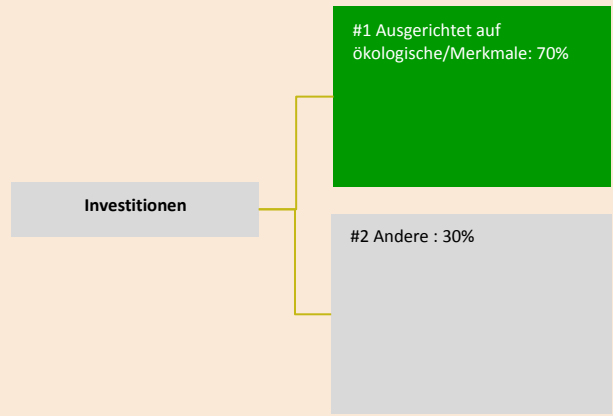 #1 Ausgerichtet auf
ökologische/Merkmale: 70%
Investitionen
#2 Andere : 30%